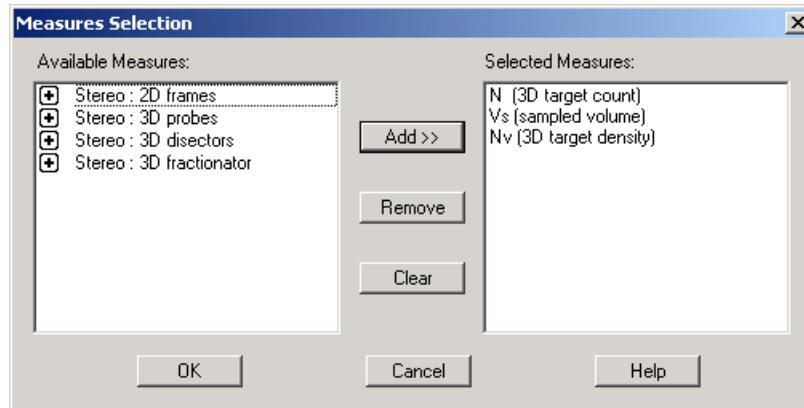 Measures Selection
Available Measures:
Stereo : 2D frames
Stereo : 3D probes
Stereo : 3D disectors
Stereo : 3D fractionator
Add >>
Remove
Clear
Selected Measures:
N (3D target count)
Vs (sampled volume)
Nv (3D target density)
OK
Cancel
Help